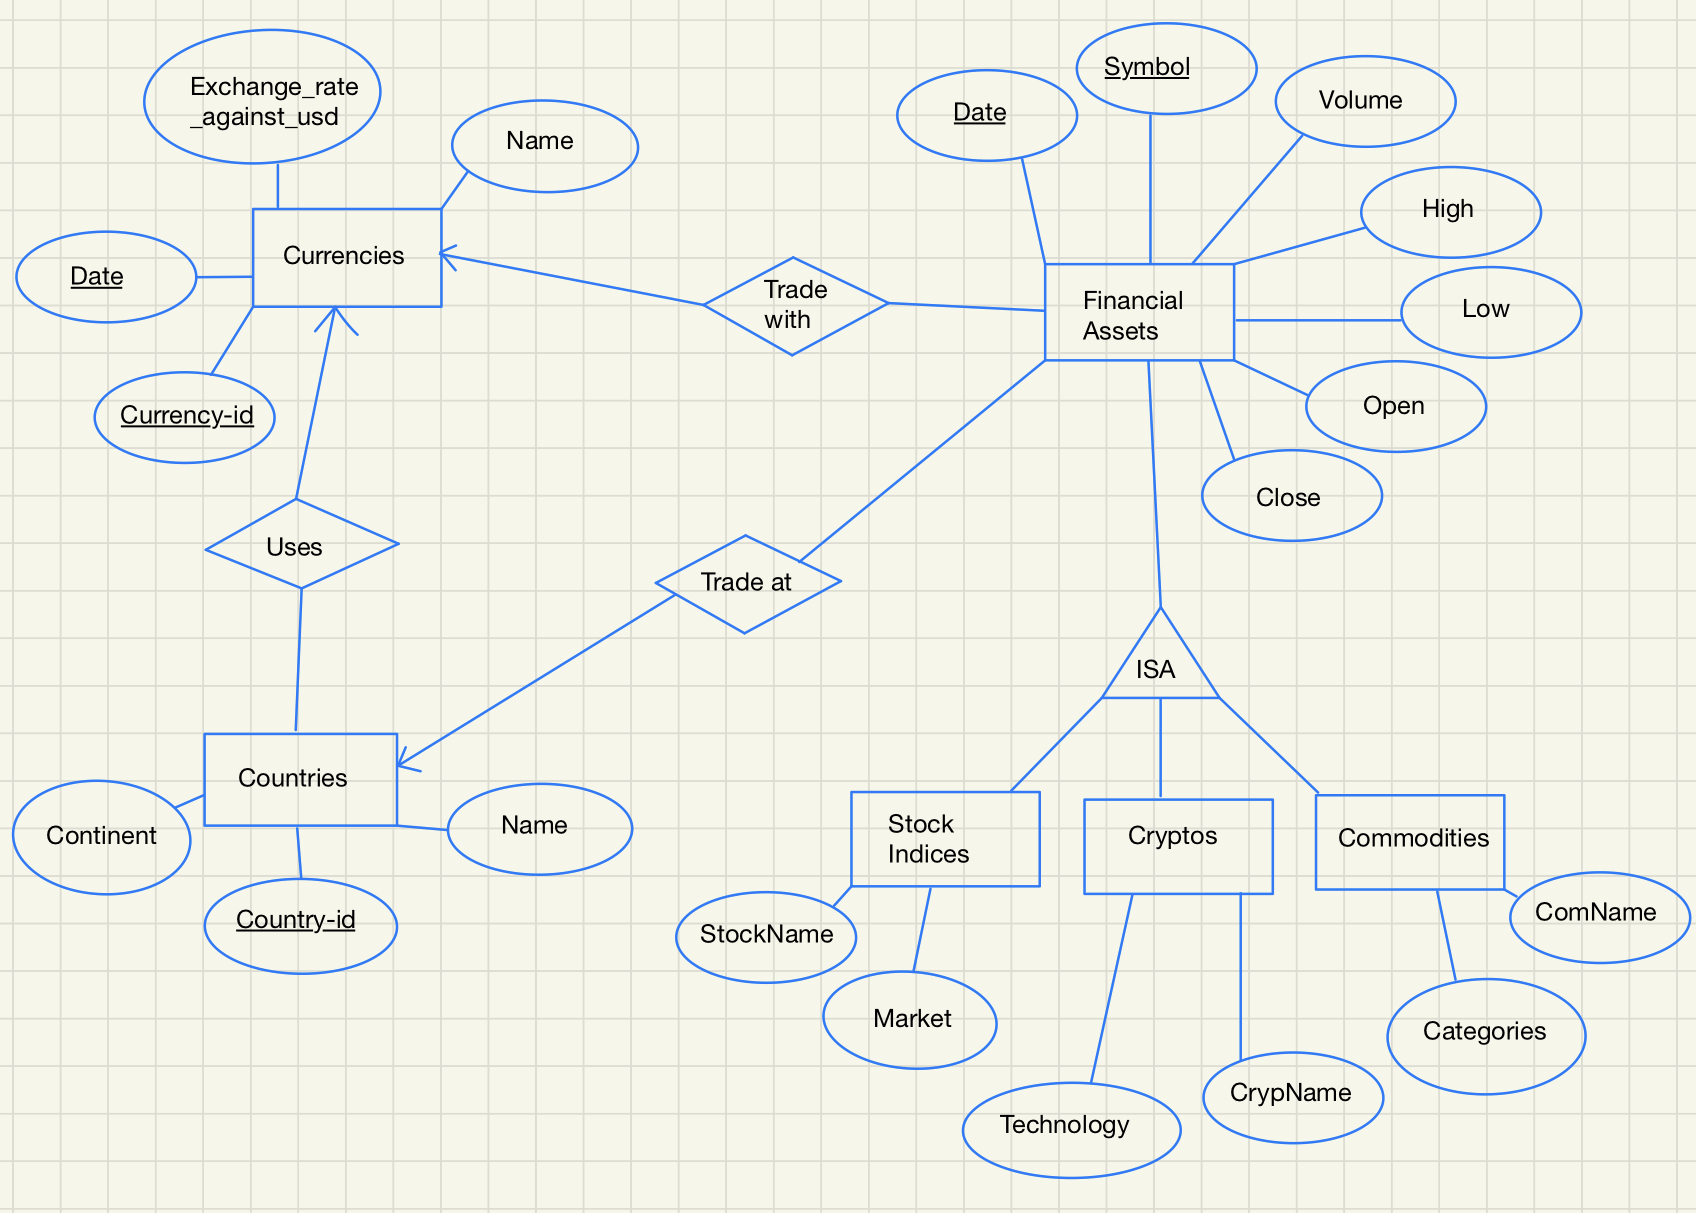 Exchange_rate
_against_usd
Name
Currencies
Date
Currency-id
Uses
Trade
with
Date
Symbol
Volume
High
Low
Open
Close
Financial
Assets
Trade at
ISA
Countries
Continent
Name
Country-id
Stock
Indices
Cryptos
Commodities
StockName
Market
Technology
CrypName
Categories
ComName